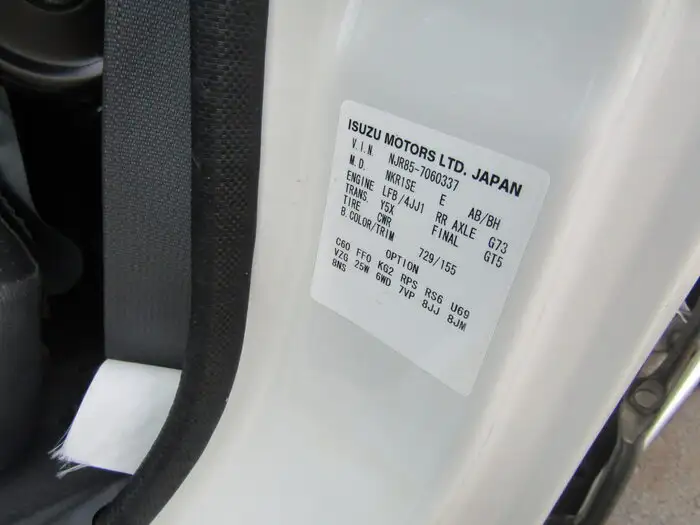 ISUZU MOTORS LTD. JAPAN
V.I.N. NJR85-7060337
M.D. NKR1SE E AB/BH
ENGINE LFB/4JJ1 RR AXLE G73
TRANS. Y5X FINAL GT5
TIRE CWR
B.COLOR/TRIM 729/155
OPTION
C60 FF0 KG2 RPS RS6 U69
VZG 25W 6WD 7VP 8JJ 8JM
8NS